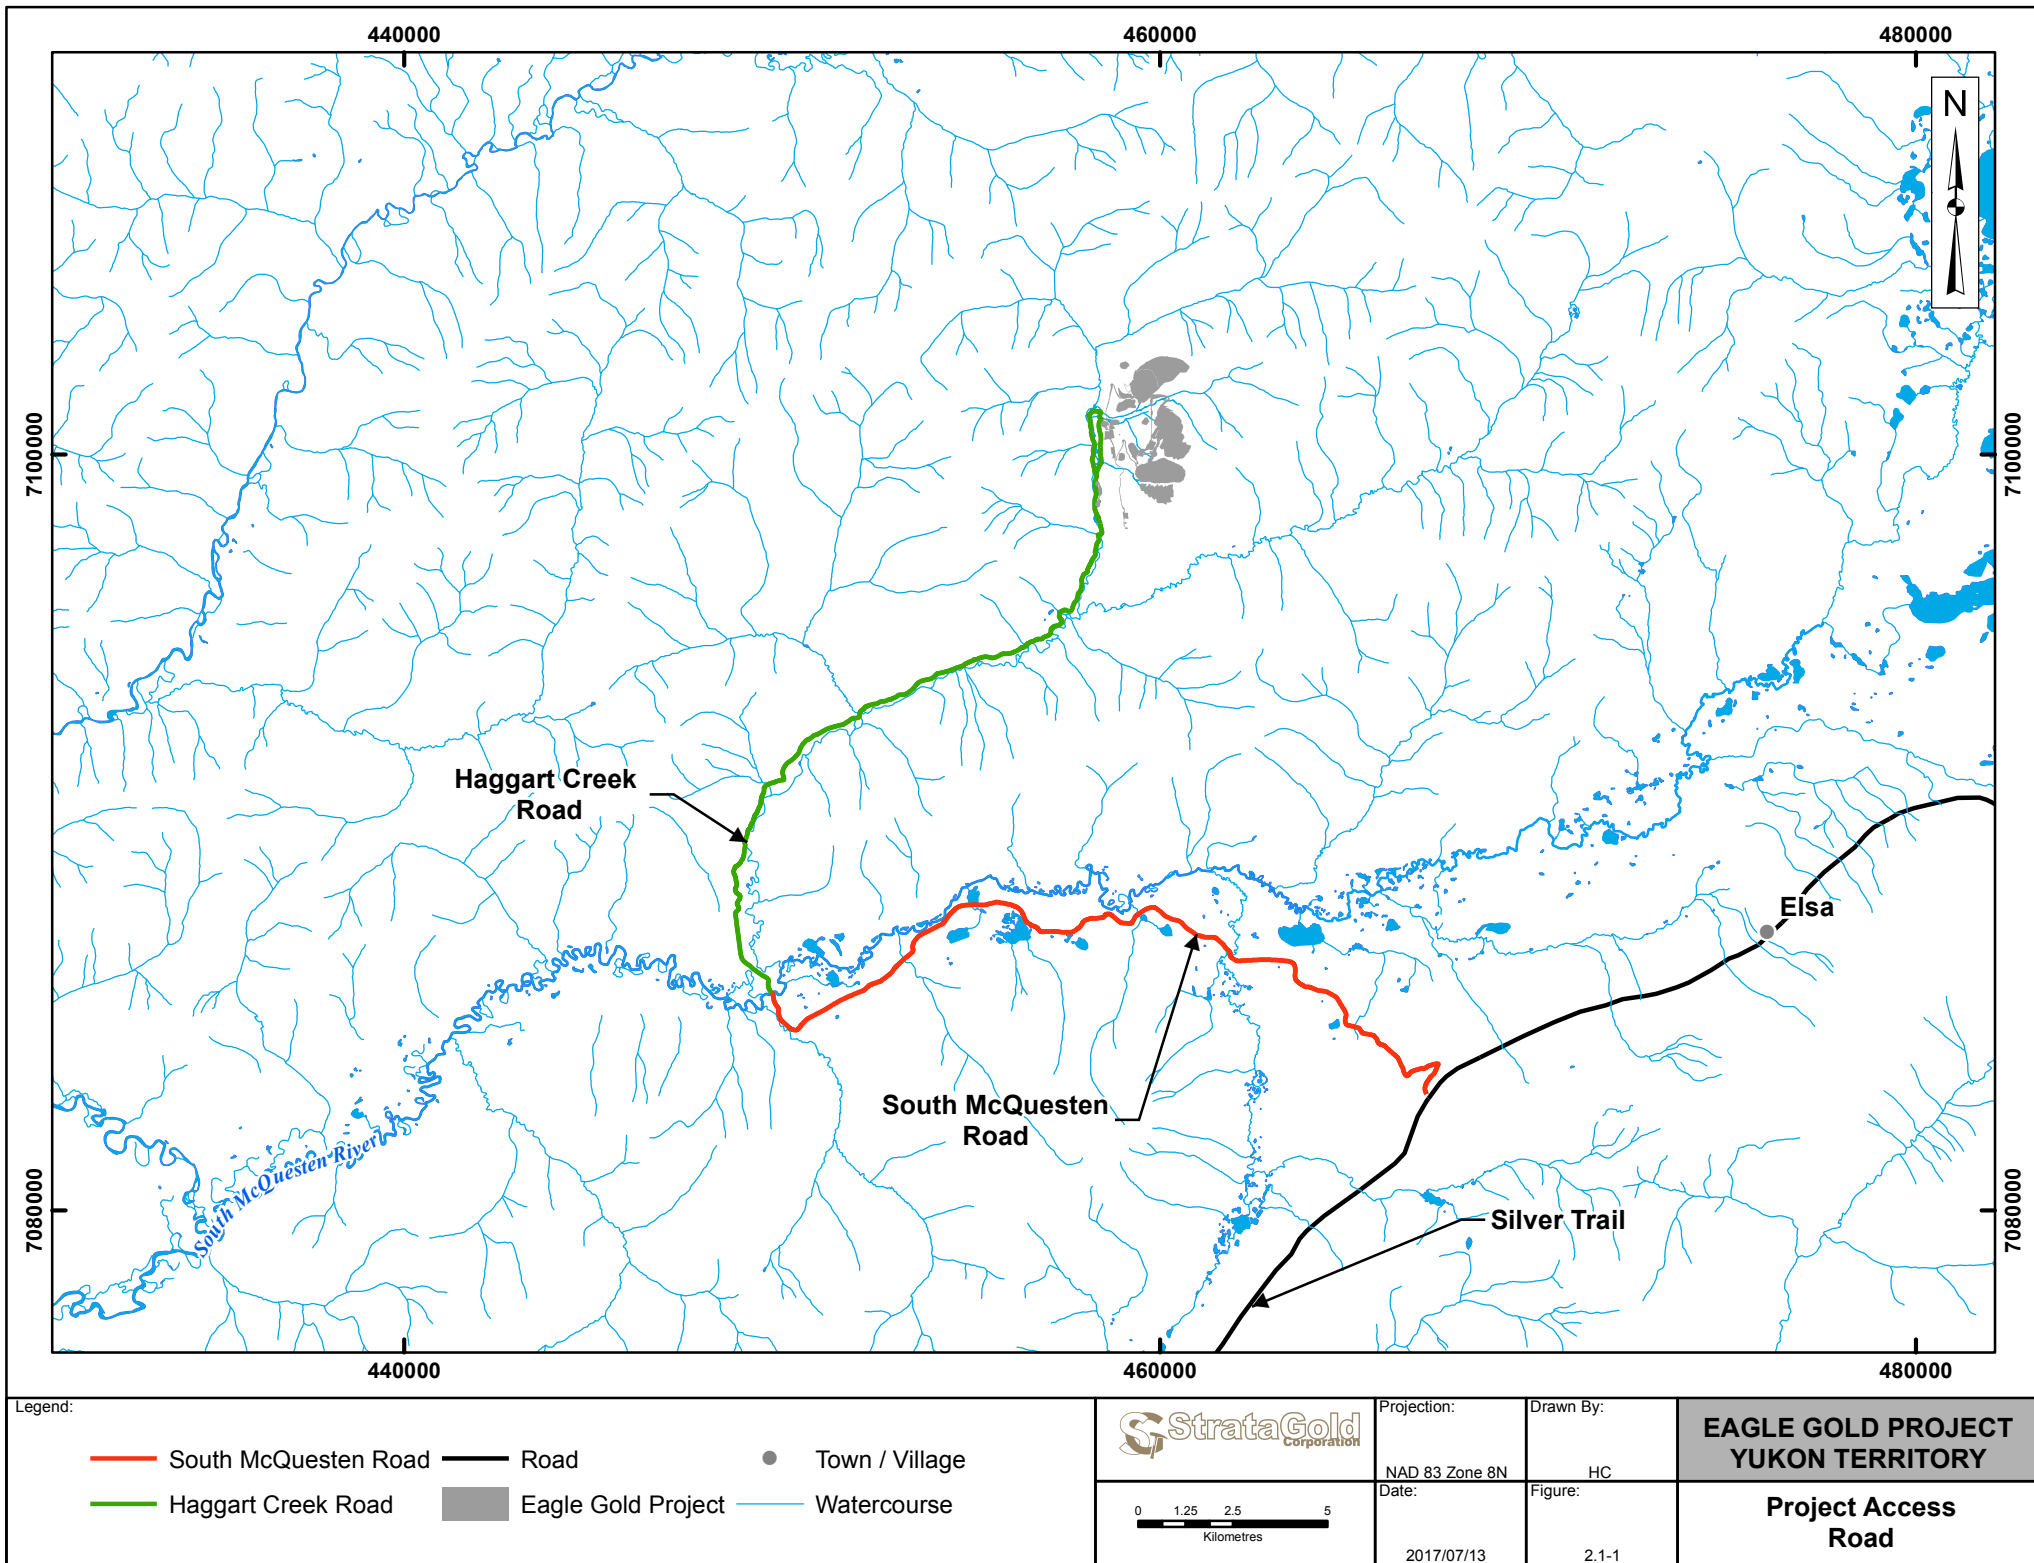 440000
460000
480000
N
7100000
7100000
Haggart Creek
Road
Elsa
South McQuesten
Road
South McQuesten River
7080000
7080000
Silver Trail
440000
460000
480000
Legend:
South McQuesten Road
Road
Town / Village
Haggart Creek Road
Eagle Gold Project
Watercourse
StrataGold
Corporation
0 1.25 2.5 5
Kilometres
Projection:
NAD 83 Zone 8N
Drawn By:
HC
Date:
2017/07/13
Figure:
2.1-1
EAGLE GOLD PROJECT
YUKON TERRITORY
Project Access
Road